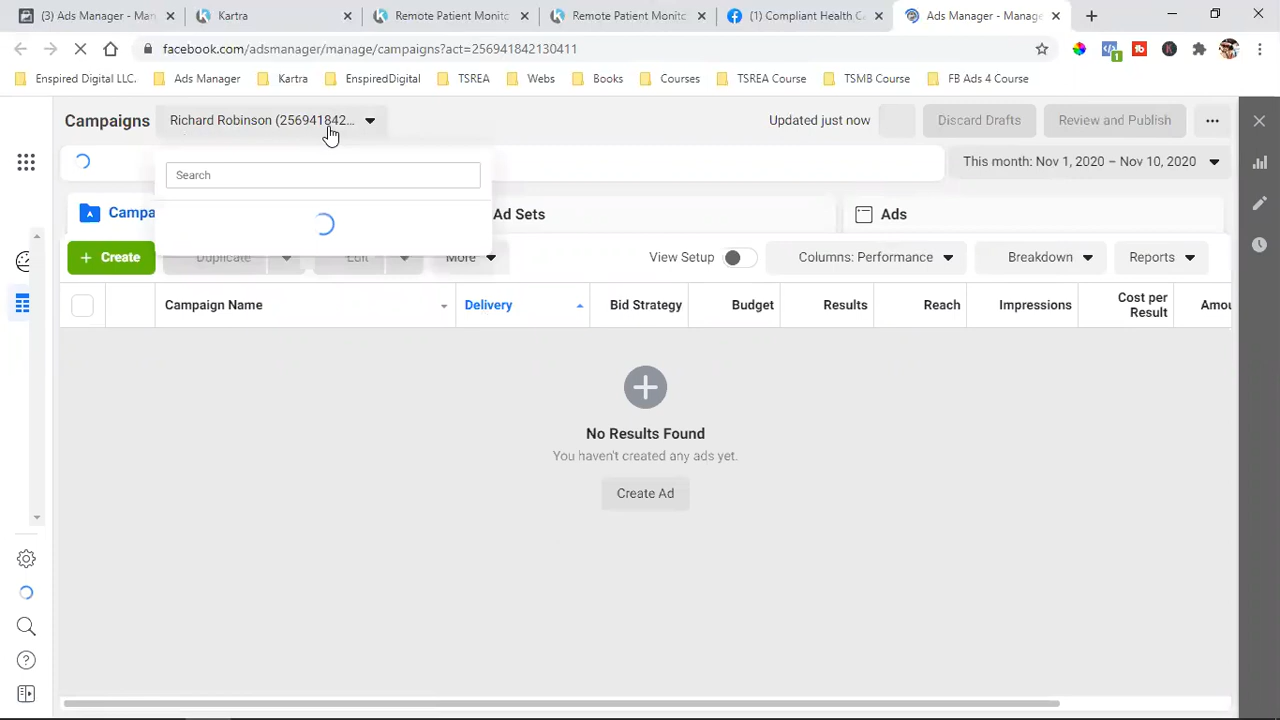 (3) Ads Manager - Man
Kartra
Remote Patient Monito
Remote Patient Monito
(1) Compliant Health Ca
Ads Manager - Manage
facebook.com/adsmanager/manage/campaigns?act=256941842130411
1
Enspired Digital LLC.
Ads Manager
Kartra
EnspiredDigital
TSREA
Webs
Books
Courses
TSREA Course
TSMB Course
FB Ads 4 Course
Campaigns
Richard Robinson (256941842...
Updated just now
Discard Drafts
Review and Publish
Search
This month: Nov 1, 2020 – Nov 10, 2020
Campa
Ad Sets
Ads
+ Create
Duplicate
Edit
More
View Setup
Columns: Performance
Breakdown
Reports
Campaign Name
Delivery
Bid Strategy
Budget
Results
Reach
Impressions
Cost per
Result
Amou
No Results Found
You haven't created any ads yet.
Create Ad